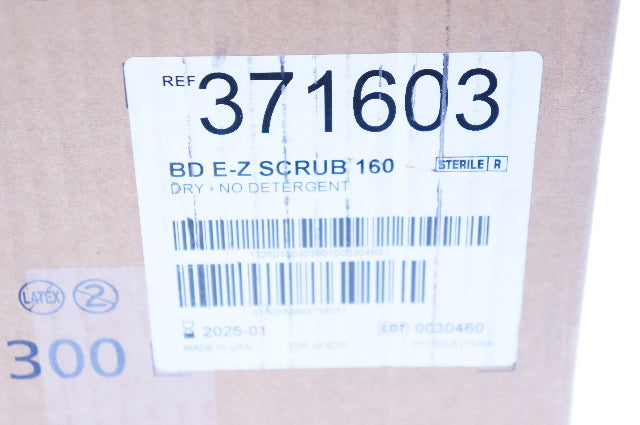 REF 371603
BD E-Z SCRUB 160
STERILE R
DRY - NO DETERGENT
LATEX 2
2025-01
LOT 0030460
MADE IN USA
300